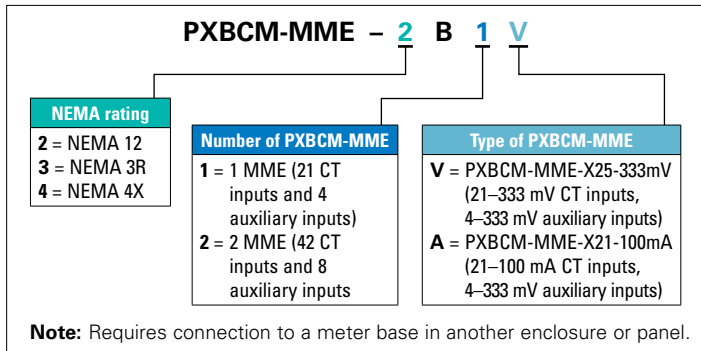 PXBCM-MME – 2 B 1 V
NEMA rating
2 = NEMA 12
3 = NEMA 3R
4 = NEMA 4X
Number of PXBCM-MME
1 = 1 MME (21 CT
inputs and 4
auxiliary inputs)
2 = 2 MME (42 CT
inputs and 8
auxiliary inputs
Type of PXBCM-MME
V = PXBCM-MME-X25-333mV
(21–333 mV CT inputs,
4–333 mV auxiliary inputs)
A = PXBCM-MME-X21-100mA
(21–100 mA CT inputs,
4–333 mV auxiliary inputs)
Note: Requires connection to a meter base in another enclosure or panel.